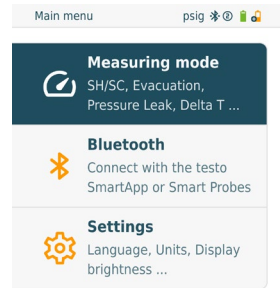 Main menu psig ②
Measuring mode
SH/SC, Evacuation,
Pressure Leak, Delta T ...
Bluetooth
Connect with the testo
SmartApp or Smart Probes
Settings
Language, Units, Display
brightness ...